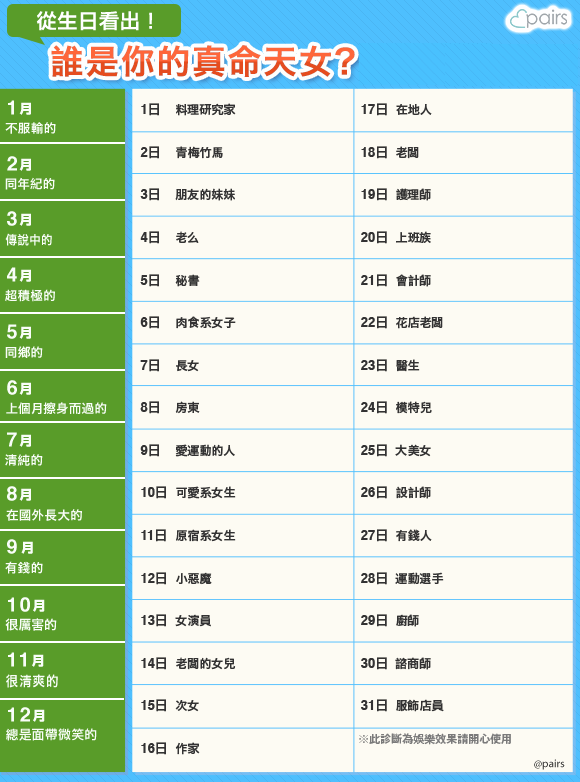 從生日看出！
pairs
誰是你的真命天女?
1月
不服輸的
2月
同年紀的
3月
傳說中的
4月
超積極的
5月
同鄉的
6月
上個月擦身而過的
7月
清純的
8月
在國外長大的
9月
有錢的
10月
很厲害的
11月
很清爽的
12月
總是面帶微笑的
1日 料理研究家
2日 青梅竹馬
3日 朋友的妹妹
4日 老么
5日 秘書
6日 肉食系女子
7日 長女
8日 房東
9日 愛運動的人
10日 可愛系女生
11日 原宿系女生
12日 小惡魔
13日 女演員
14日 老闆的女兒
15日 次女
16日 作家
17日 在地人
18日 老闆
19日 護理師
20日 上班族
21日 會計師
22日 花店老闆
23日 醫生
24日 模特兒
25日 大美女
26日 設計師
27日 有錢人
28日 運動選手
29日 廚師
30日 諮商師
31日 服飾店員
※此診斷為娛樂效果請開心使用
@pairs